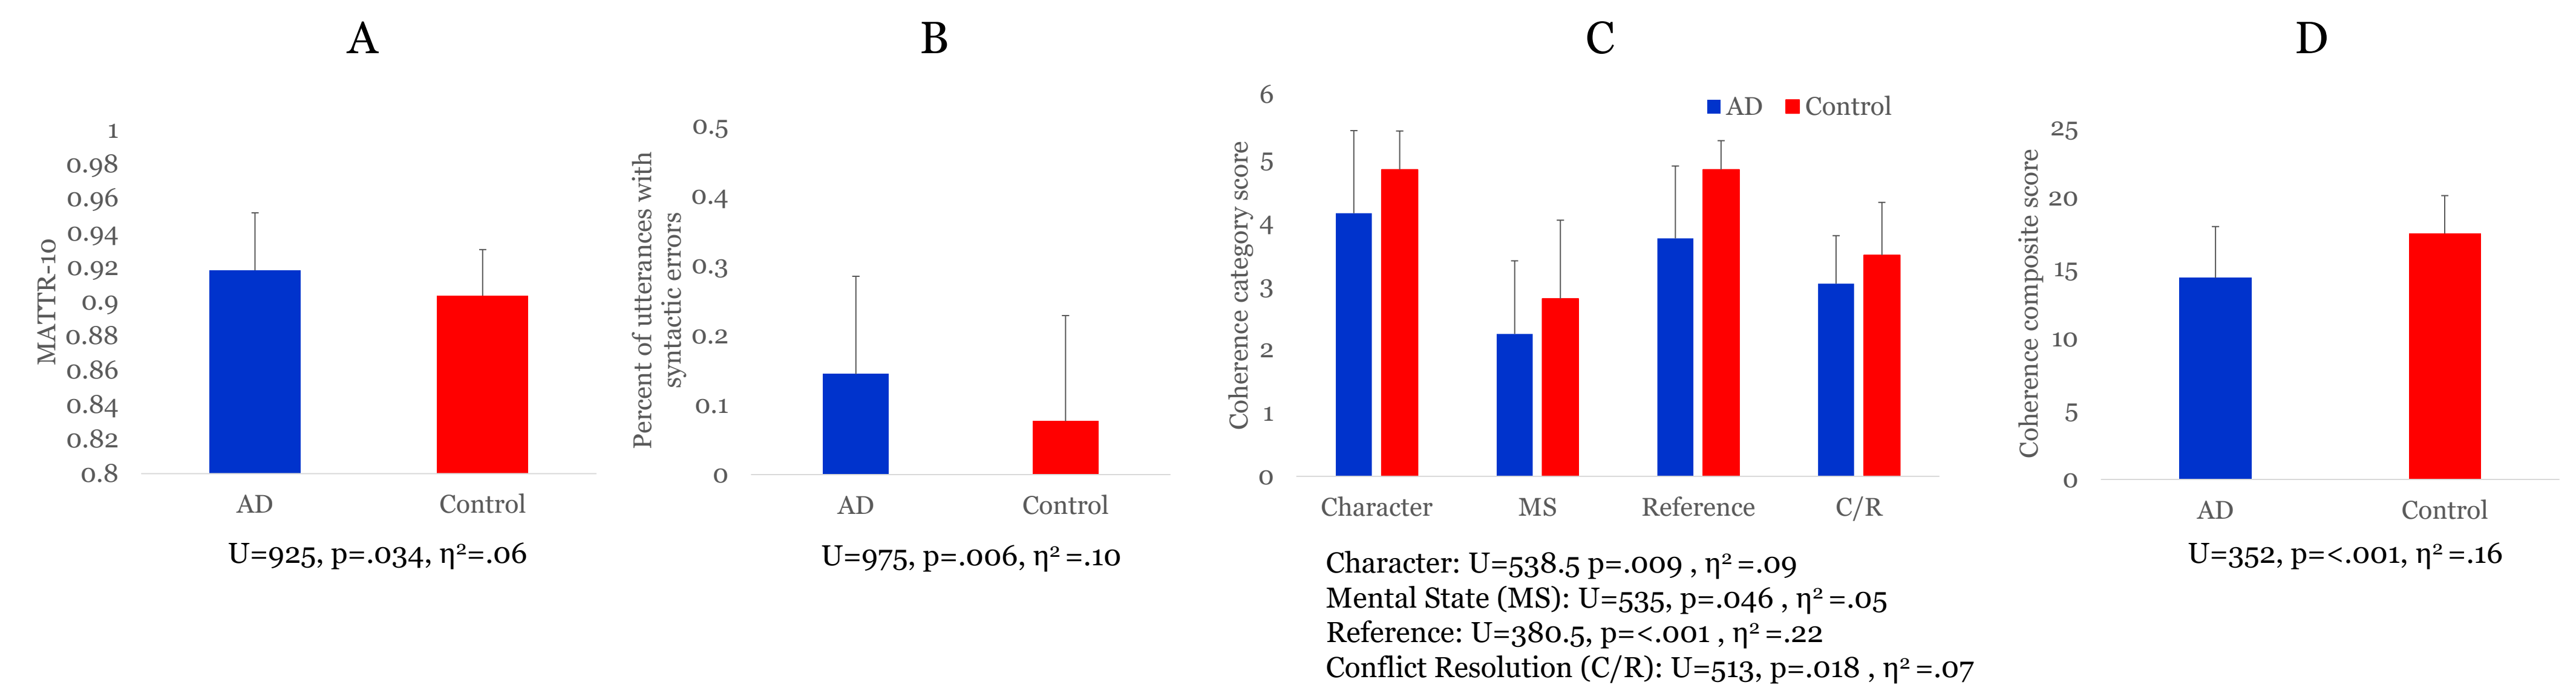 A
1
0.98
0.96
0.94
0.92
0.9
0.88
0.86
0.84
0.82
0.8
MATTR-10
AD
Control
U=925, p=.034, η²=.06
B
0.5
0.4
0.3
0.2
0.1
0
Percent of utterances with
syntactic errors
AD
Control
U=975, p=.006, η²=.10
C
AD
Control
6
5
4
3
2
1
0
Coherence category score
Character
MS
Reference
C/R
Character: U=538.5 p=.009 , η²=.09
Mental State (MS): U=535, p=.046 , η²=.05
Reference: U=380.5, p=<.001 , η²=.22
Conflict Resolution (C/R): U=513, p=.018 , η²=.07
D
25
20
15
10
5
0
Coherence composite score
AD
Control
U=352, p=<.001, η²=.16